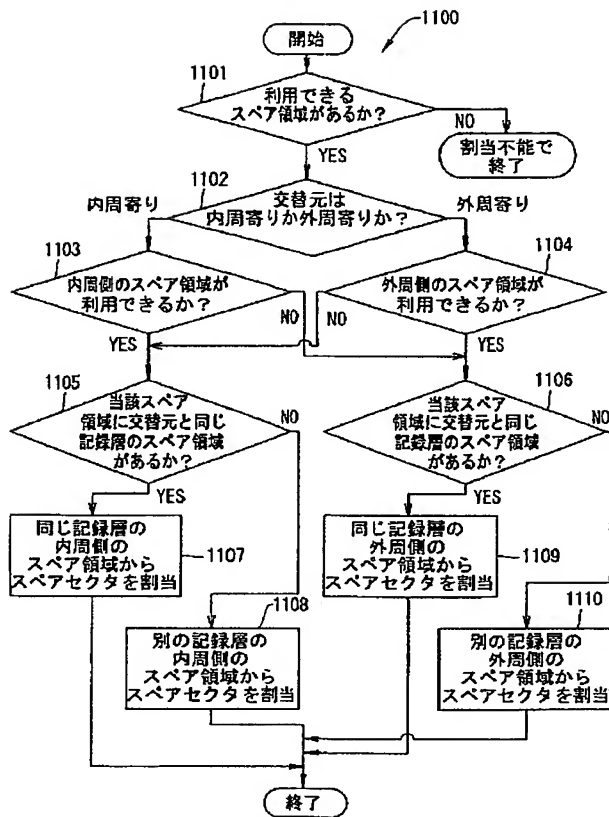 1100
開始
1101
利用できる
スペア領域があるか?
NO
YES
割当不能で
終了
1102
交替元は
内周寄りか外周寄りか?
内周寄り
外周寄り
1103
内周側のスペア領域が
利用できるか?
NO
YES
1104
外周側のスペア領域が
利用できるか?
NO
YES
1105
当該スペア
領域に交替元と同じ
記録層のスペア領域
があるか?
NO
YES
1106
当該スペア
領域に交替元と同じ
記録層のスペア領域
があるか?
NO
YES
同じ記録層の
内周側の
スペア領域から
スペアセクタを割当
1107
1108
別の記録層の
内周側の
スペア領域から
スペアセクタを割当
同じ記録層の
外周側の
スペア領域から
スペアセクタを割当
1109
1110
別の記録層の
外周側の
スペア領域から
スペアセクタを割当
終了